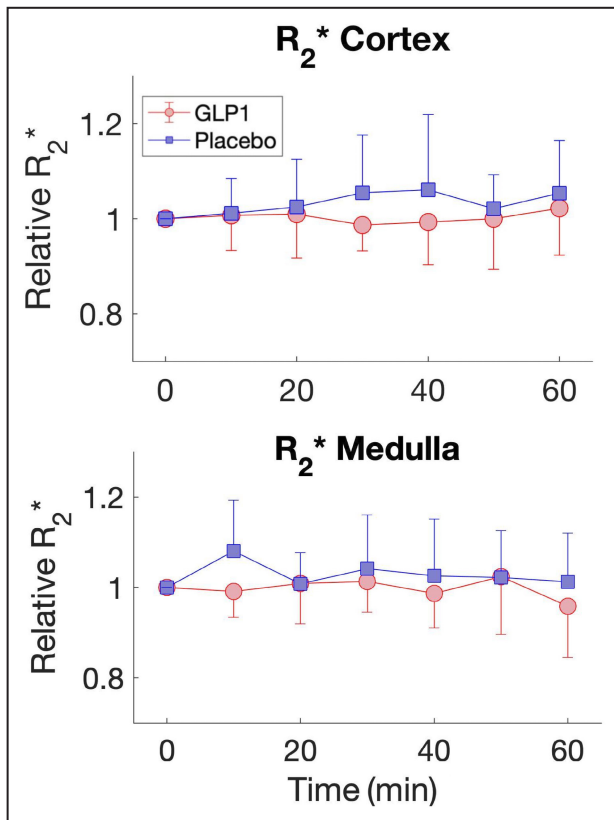 R₂* Cortex
GLP1
Placebo
Relative R₂*
1.2
1
0.8
0 20 40 60
R₂* Medulla
Relative R₂*
1.2
1
0.8
0 20 40 60
Time (min)